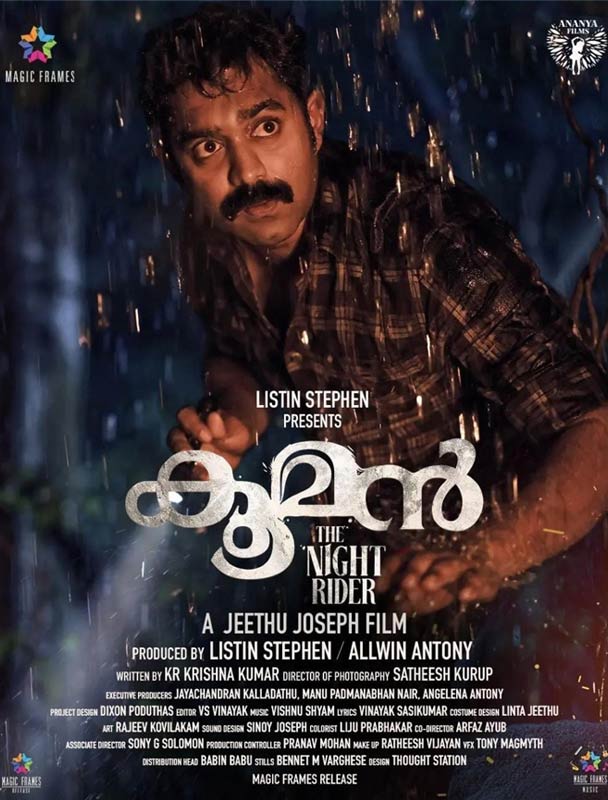 MAGIC FRAMES
ANANYA
FILMS
LISTIN STEPHEN
PRESENTS
കൂമൻ
THE
NIGHT
RIDER
A JEETHU JOSEPH FILM
PRODUCED BY LISTIN STEPHEN / ALLWIN ANTONY
WRITTEN BY KR KRISHNA KUMAR DIRECTOR OF PHOTOGRAPHY SATHEESH KURUP
EXECUTIVE PRODUCERS JAYACHANDRAN KALLADATHU, MANU PADMANABHAN NAIR, ANGELENA ANTONY
PROJECT DESIGN DIXON PODUTHAS EDITOR VS VINAYAK MUSIC VISHNU SHYAM LYRICS VINAYAK SASIKUMAR COSTUME DESIGN LINTA JEETHU
ART RAJEEV KOVILAKAM SOUND DESIGN SINOY JOSEPH COLORIST LIJU PRABHAKAR CO-DIRECTOR ARFAZ AYUB
ASSOCIATE DIRECTOR SONY G SOLOMON PRODUCTION CONTROLLER PRANAV MOHAN MAKE UP RATHEESH VIJAYAN VFX TONY MAGMYTH
DISTRIBUTION HEAD BABIN BABU STILLS BENNET M VARGHESE DESIGN THOUGHT STATION
MAGIC FRAMES RELEASE
MAGIC FRAMES
RELEASE
MAGIC FRAMES
MUSIC